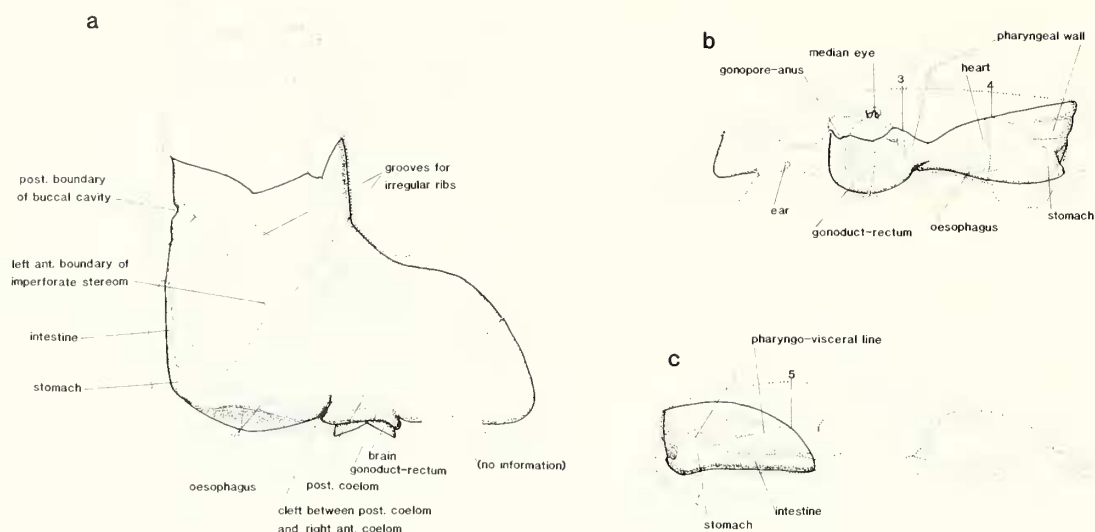 a
post. boundary
of buccal cavity
grooves for
irregular ribs
left ant. boundary of
imperforate stereom
intestine
stomach
oesophagus
brain
gonoduct-rectum
post. coelom
cleft between post. coelom
and right ant. coelom
(no information)
b
median eye
gonopore-anus
pharyngeal wall
heart
3
4
ear
gonoduct-rectum
oesophagus
stomach
c
pharyngo-visceral line
5
intestine
stomach